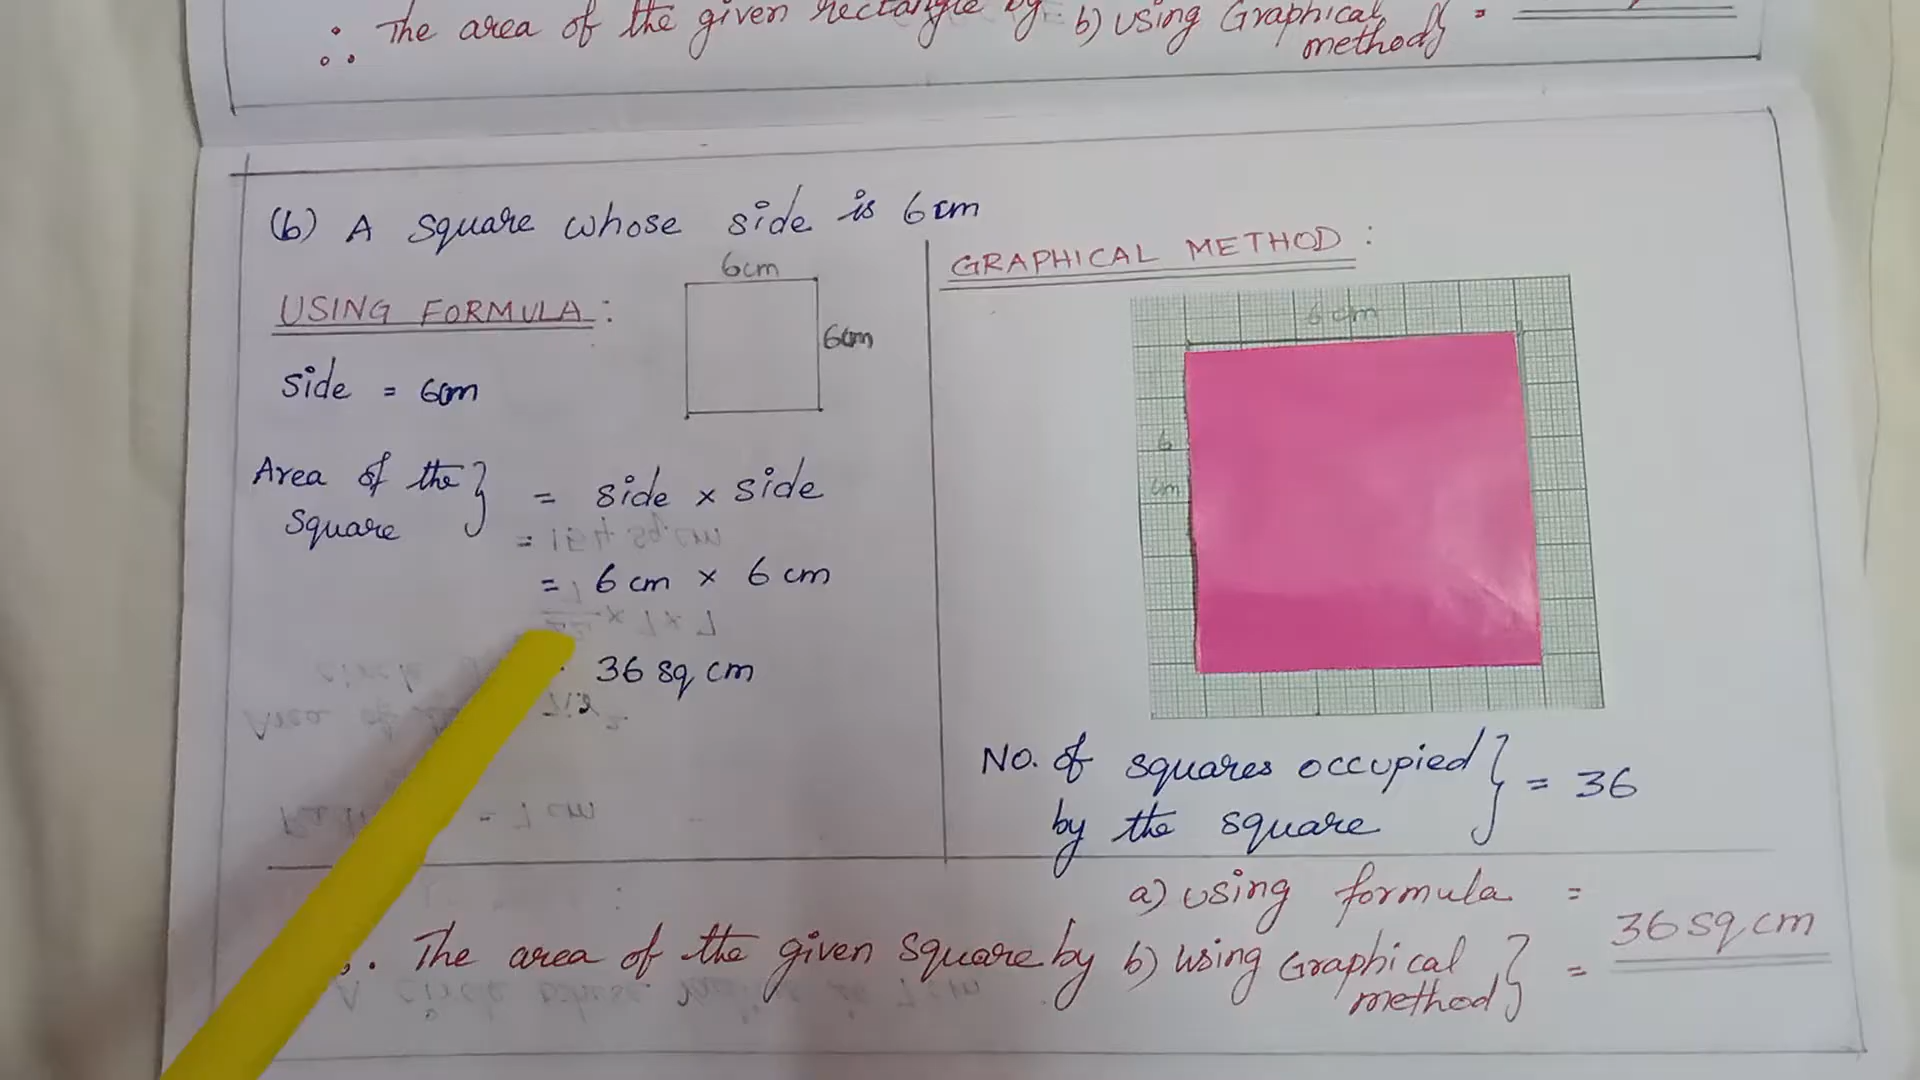 ∴ The area of the given rectangle by b) Using Graphical method} =
(b) A square whose side is 6cm
USING FORMULA :
6cm
6cm
side = 6cm
Area of the square } = side × side
= 6 cm × 6 cm
36 sq cm
GRAPHICAL METHOD :
6 cm
6 cm
No. of squares occupied by the square } = 36
a) Using formula =
∴ The area of the given square by b) Using Graphical method } = 36 sq cm